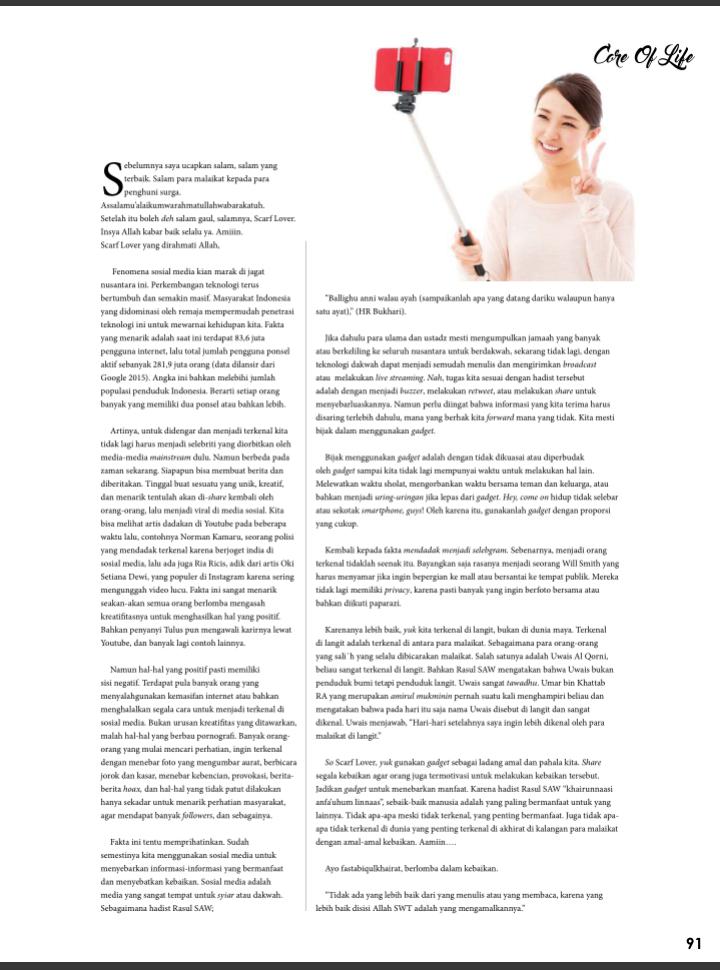 Core Of Life
Sebelumnya saya ucapkan salam, salam yang
terbaik. Salam para malaikat kepada para
penghuni surga.
Assalamu'alaikumwarahmatullahwabarakatuh.
Setelah itu boleh deh salam gaul, salamnya, Scarf Lover.
Insya Allah kabar baik selalu ya. Amiiin.
Scarf Lover yang dirahmati Allah,
Fenomena sosial media kian marak di jagat
nusantara ini. Perkembangan teknologi terus
bertumbuh dan semakin masif. Masyarakat Indonesia
yang didominasi oleh remaja mempermudah penetrasi
teknologi ini untuk mewarnai kehidupan kita. Fakta
yang menarik adalah saat ini terdapat 83,6 juta
pengguna internet, lalu total jumlah pengguna ponsel
aktif sebanyak 281,9 juta orang (data dilansir dari
Google 2015). Angka ini bahkan melebihi jumlah
populasi penduduk Indonesia. Berarti setiap orang
banyak yang memiliki dua ponsel atau bahkan lebih.
Artinya, untuk didengar dan menjadi terkenal kita
tidak lagi harus menjadi selebriti yang diorbitkan oleh
media-media mainstream dulu. Namun berbeda pada
zaman sekarang. Siapapun bisa membuat berita dan
diberitakan. Tinggal buat sesuatu yang unik, kreatif,
dan menarik tentulah akan di-share kembali oleh
orang-orang, lalu menjadi viral di media sosial. Kita
bisa melihat artis dadakan di Youtube pada beberapa
waktu lalu, contohnya Norman Kamaru, seorang polisi
yang mendadak terkenal karena berjoget india di
sosial media, lalu ada juga Ria Ricis, adik dari artis Oki
Setiana Dewi, yang populer di Instagram karena sering
mengunggah video lucu. Fakta ini sangat menarik
seakan-akan semua orang berlomba mengasah
kreatifitasnya untuk menghasilkan hal yang positif.
Bahkan penyanyi Tulus pun mengawali karirnya lewat
Youtube, dan banyak lagi contoh lainnya.
Namun hal-hal yang positif pasti memiliki
sisi negatif. Terdapat pula banyak orang yang
menyalahgunakan kemasifan internet atau bahkan
menghalalkan segala cara untuk menjadi terkenal di
sosial media. Bukan urusan kreatifitas yang ditawarkan,
malah hal-hal yang berbau pornografi. Banyak orang-
orang yang mulai mencari perhatian, ingin terkenal
dengan menebar foto yang mengumbar aurat, berbicara
jorok dan kasar, menebar kebencian, provokasi, berita-
berita hoax, dan hal-hal yang tidak patut dilakukan
hanya sekadar untuk menarik perhatian masyarakat,
agar mendapat banyak followers, dan sebagainya.
Fakta ini tentu memprihatinkan. Sudah
semestinya kita menggunakan sosial media untuk
menyebarkan informasi-informasi yang bermanfaat
dan menyebatkan kebaikan. Sosial media adalah
media yang sangat tempat untuk syiar atau dakwah.
Sebagaimana hadist Rasul SAW;
"Ballighu anni walau ayah (sampaikanlah apa yang datang dariku walaupun hanya
satu ayat)," (HR Bukhari).
Jika dahulu para ulama dan ustadz mesti mengumpulkan jamaah yang banyak
atau berkeliling ke seluruh nusantara untuk berdakwah, sekarang tidak lagi, dengan
teknologi dakwah dapat menjadi semudah menulis dan mengirimkan broadcast
atau melakukan live streaming. Nah, tugas kita sesuai dengan hadist tersebut
adalah dengan menjadi buzzer, melakukan retweet, atau melakukan share untuk
menyebarluaskannya. Namun perlu diingat bahwa informasi yang kita terima harus
disaring terlebih dahulu, mana yang berhak kita forward mana yang tidak. Kita mesti
bijak dalam menggunakan gadget.
Bijak menggunakan gadget adalah dengan tidak dikuasai atau diperbudak
oleh gadget sampai kita tidak lagi mempunyai waktu untuk melakukan hal lain.
Melewatkan waktu sholat, mengorbankan waktu bersama teman dan keluarga, atau
bahkan menjadi uring-uringan jika lepas dari gadget. Hey, come on hidup tidak selebar
atau sekotak smartphone, guys! Oleh karena itu, gunakanlah gadget dengan proporsi
yang cukup.
Kembali kepada fakta mendadak menjadi selebgram. Sebenarnya, menjadi orang
terkenal tidaklah seenak itu. Bayangkan saja rasanya menjadi seorang Will Smith yang
harus menyamar jika ingin bepergian ke mall atau bersantai ke tempat publik. Mereka
tidak lagi memiliki privacy, karena pasti banyak yang ingin berfoto bersama atau
bahkan diikuti paparazi.
Karenanya lebih baik, yuk kita terkenal di langit, bukan di dunia maya. Terkenal
di langit adalah terkenal di antara para malaikat. Sebagaimana para orang-orang
yang sali`h yang selalu dibicarakan malaikat. Salah satunya adalah Uwais Al Qorni,
beliau sangat terkenal di langit. Bahkan Rasul SAW mengatakan bahwa Uwais bukan
penduduk bumi tetapi penduduk langit. Uwais sangat tawadhu. Umar bin Khattab
RA yang merupakan amirul mukminin pernah suatu kali menghampiri beliau dan
mengatakan bahwa pada hari itu saja nama Uwais disebut di langit dan sangat
dikenal. Uwais menjawab, "Hari-hari setelahnya saya ingin lebih dikenal oleh para
malaikat di langit."
So Scarf Lover, yuk gunakan gadget sebagai ladang amal dan pahala kita. Share
segala kebaikan agar orang juga termotivasi untuk melakukan kebaikan tersebut.
Jadikan gadget untuk menebarkan manfaat. Karena hadist Rasul SAW "khairunnaasi
anfa'uhum linnaas", sebaik-baik manusia adalah yang paling bermanfaat untuk yang
lainnya. Tidak apa-apa meski tidak terkenal, yang penting bermanfaat. Juga tidak apa-
apa tidak terkenal di dunia yang penting terkenal di akhirat di kalangan para malaikat
dengan amal-amal kebaikan. Aamiin….
Ayo fastabiqulkhairat, berlomba dalam kebaikan.
"Tidak ada yang lebih baik dari yang menulis atau yang membaca, karena yang
lebih baik disisi Allah SWT adalah yang mengamalkannya."
91